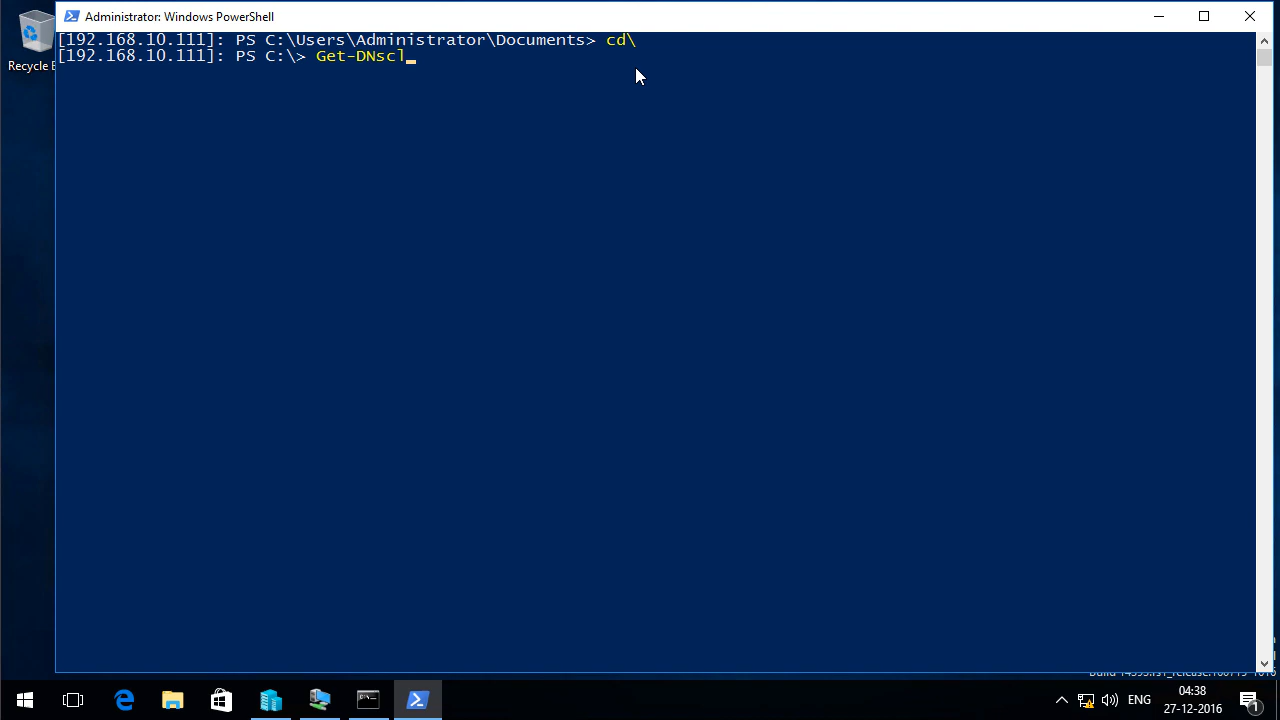 Administrator: Windows PowerShell
[192.168.10.111]: PS C:\Users\Administrator\Documents> cd\
[192.168.10.111]: PS C:\> Get-DNscl
Recycle
ENG
04:38
27-12-2016
1